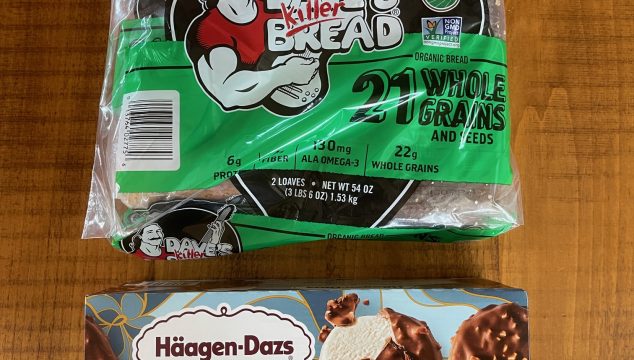 DAVE'S
killer
BREAD®
NON
GMO
VERIFIED
ORGANIC BREAD
21 WHOLE
GRAINS
AND SEEDS
6g
FIBER
130mg
ALA OMEGA-3
22g
WHOLE GRAINS
2 LOAVES • NET WT 54 OZ
(3 LBS 6 OZ) 1.53 kg
DAVE'S
killer
ORGANIC BREAD
Häagen-Dazs